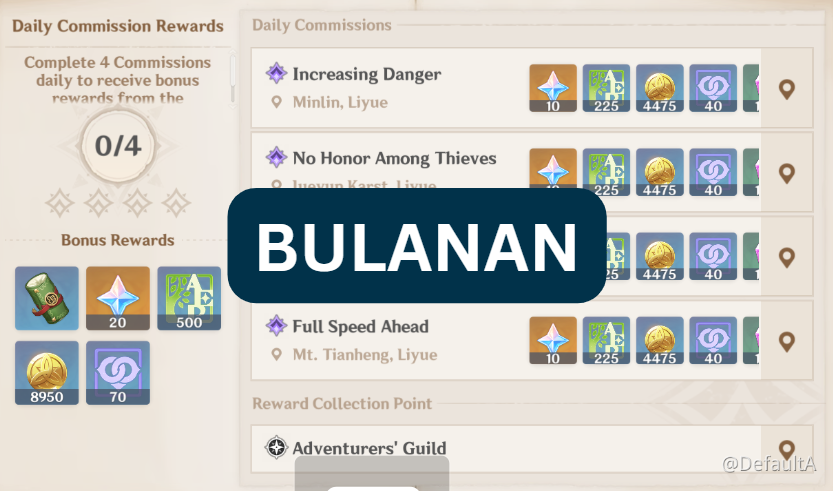 Daily Commission Rewards
Complete 4 Commissions
daily to receive bonus
rewards from the
0/4
Bonus Rewards
20
500
8950
70
Daily Commissions
Increasing Danger
Minlin, Liyue
10
225
4475
40
No Honor Among Thieves
Jueyun Karst, Liyue
225
4475
40
BULANAN
4475
40
Full Speed Ahead
Mt. Tianheng, Liyue
10
225
4475
40
Reward Collection Point
Adventurers' Guild
@DefaultA